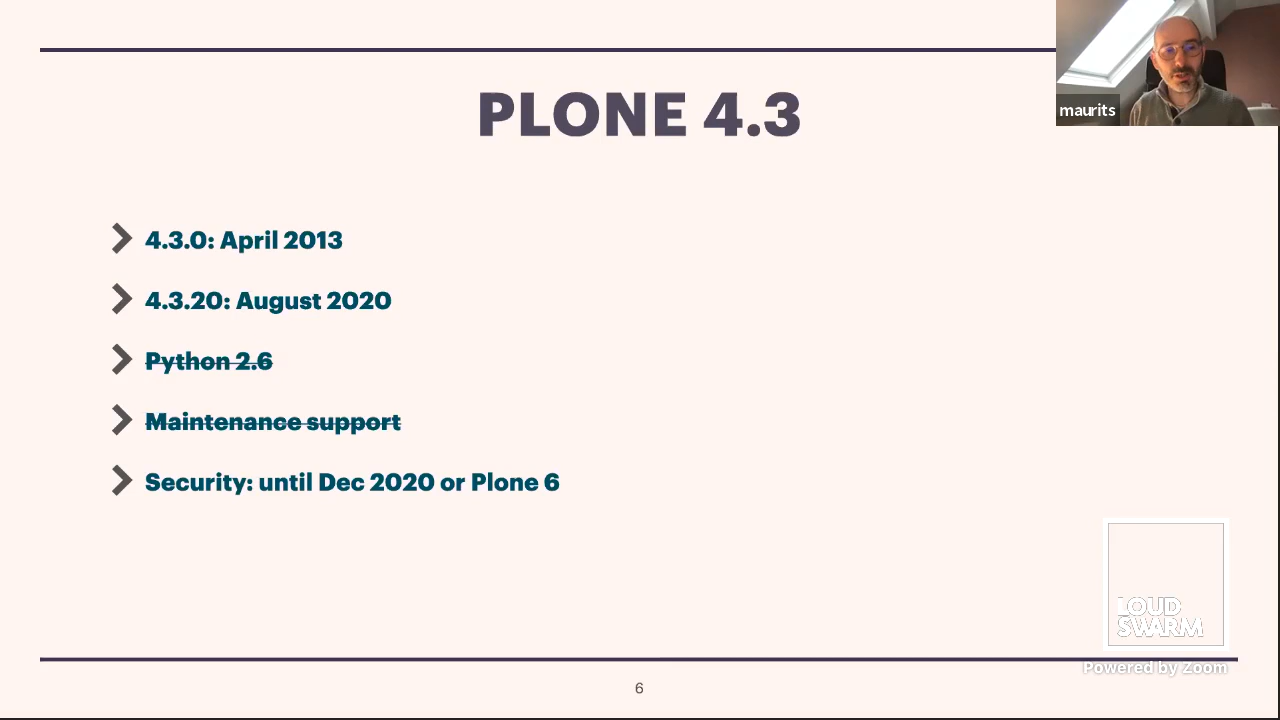 maurits
PLONE 4.3
4.3.0: April 2013
4.3.20: August 2020
Python 2.6
Maintenance support
Security: until Dec 2020 or Plone 6
LOUD
SWARM
Powered by Zoom
6